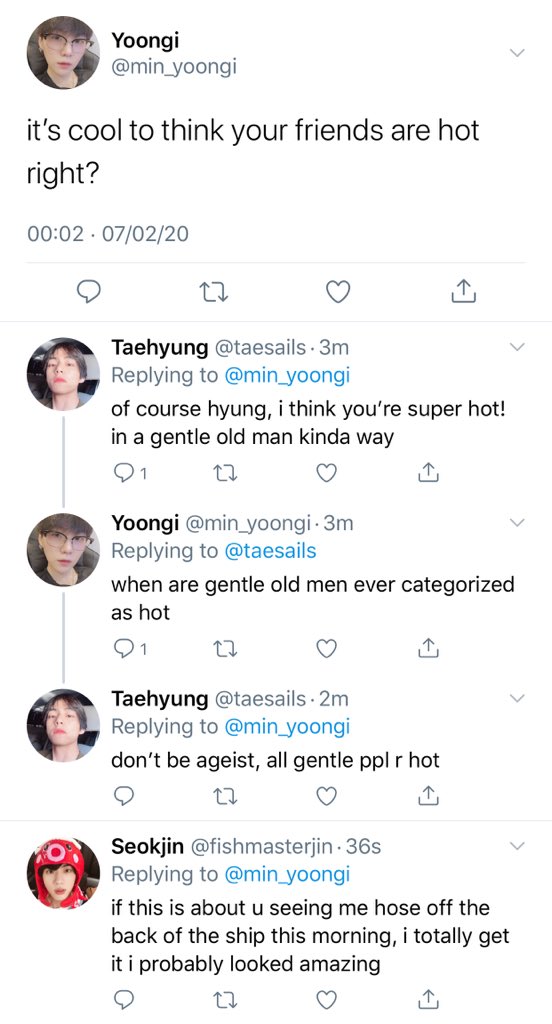 Yoongi
@min_yoongi
it's cool to think your friends are hot
right?
00:02 · 07/02/20
Taehyung @taesails · 3m
Replying to @min_yoongi
of course hyung, i think you're super hot!
in a gentle old man kinda way
1
Yoongi @min_yoongi · 3m
Replying to @taesails
when are gentle old men ever categorized
as hot
1
Taehyung @taesails · 2m
Replying to @min_yoongi
don't be ageist, all gentle ppl r hot
Seokjin @fishmasterjin · 36s
Replying to @min_yoongi
if this is about u seeing me hose off the
back of the ship this morning, i totally get
it i probably looked amazing